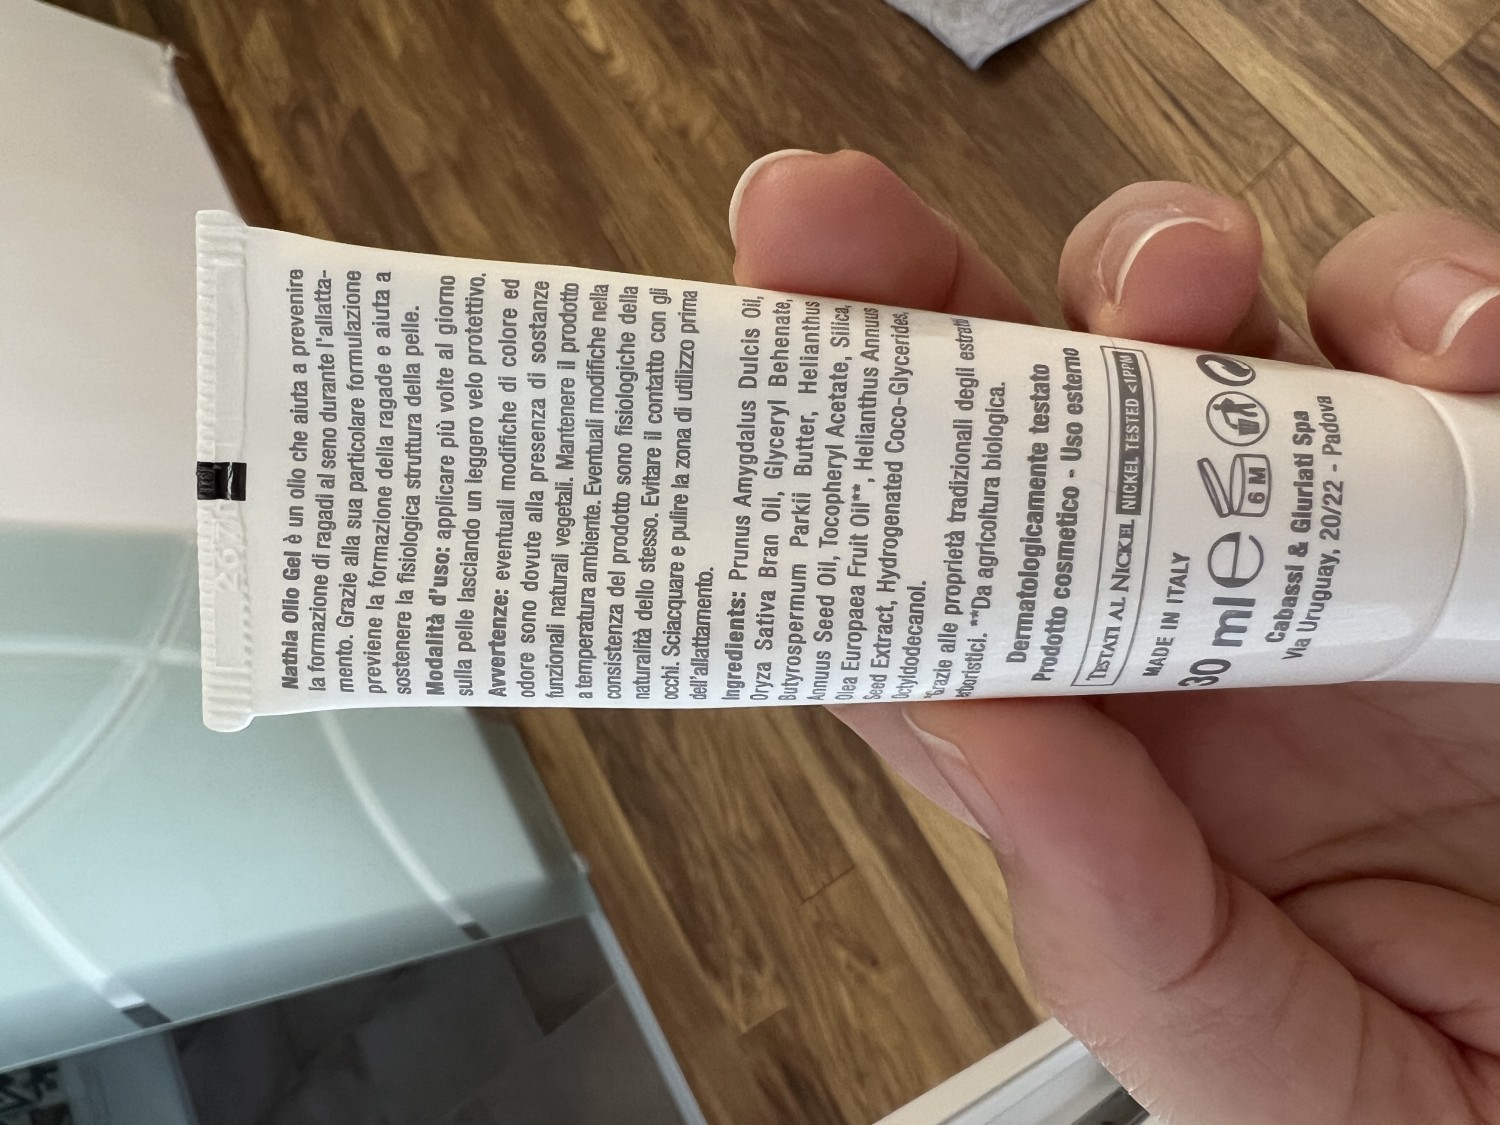 267
Nathia Olio Gel è un olio che aiuta a prevenire
la formazione di ragadi al seno durante l'allatta-
mento. Grazie alla sua particolare formulazione
previene la formazione della ragade e aiuta a
sostenere la fisiologica struttura della pelle.
Modalità d'uso: applicare più volte al giorno
sulla pelle lasciando un leggero velo protettivo.
Avvertenze: eventuali modifiche di colore ed
odore sono dovute alla presenza di sostanze
funzionali naturali vegetali. Mantenere il prodotto
a temperatura ambiente. Eventuali modifiche nella
consistenza del prodotto sono fisiologiche della
naturalità dello stesso. Evitare il contatto con gli
occhi. Sciacquare e pulire la zona di utilizzo prima
dell'allattamento.
Ingredients: Prunus Amygdalus Dulcis Oil,
Oryza Sativa Bran Oil, Glyceryl Behenate,
Butyrospermum Parkii Butter, Helianthus
Annuus Seed Oil, Tocopheryl Acetate, Silica,
Olea Europaea Fruit Oil**, Helianthus Annuus
Seed Extract, Hydrogenated Coco-Glycerides,
Octyldodecanol.
*Grazie alle proprietà tradizionali degli estratti
erboristici. **Da agricoltura biologica.
Dermatologicamente testato
Prodotto cosmetico - Uso esterno
TESTATI AL NICKEL NICKEL TESTED <1PPM
MADE IN ITALY
30 ml e 6 M
Cabassi & Giuriati Spa
Via Uruguay, 20/22 - Padova